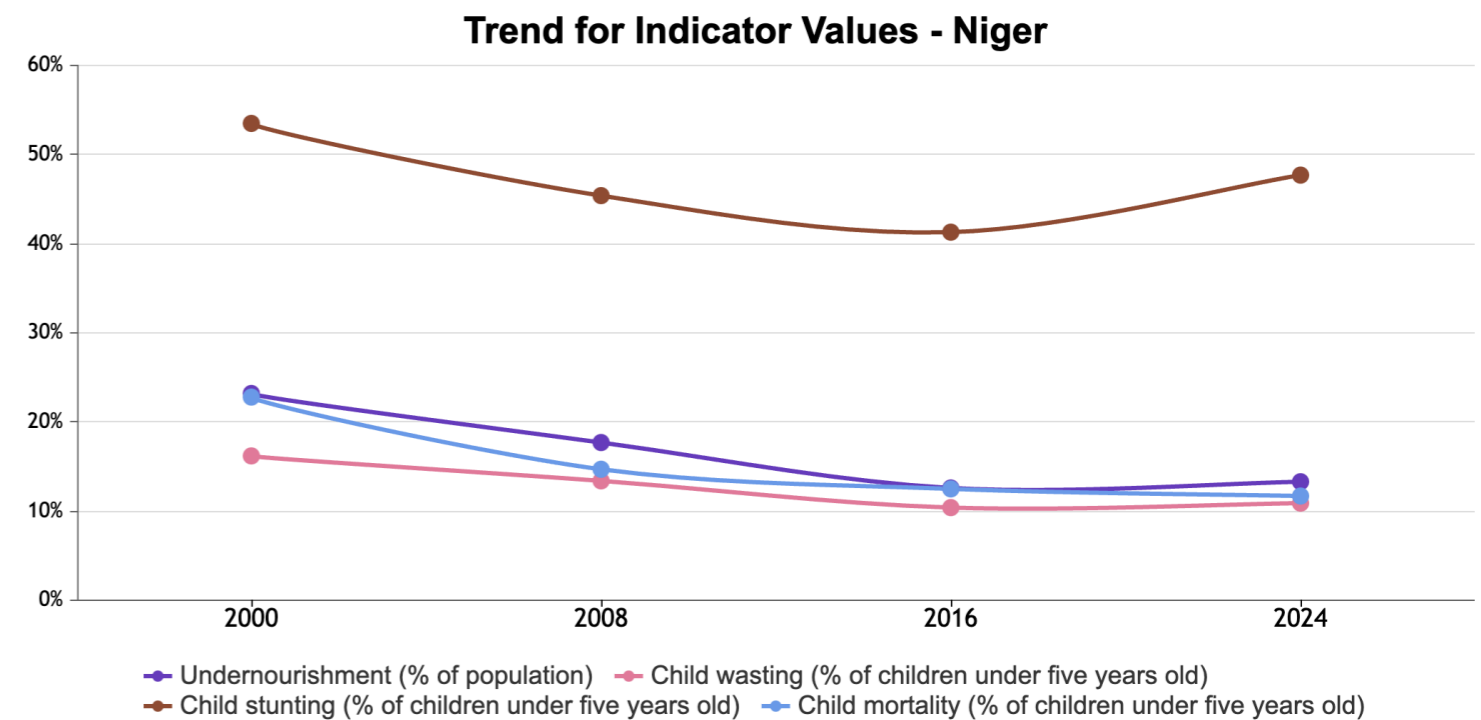 Trend for Indicator Values - Niger
60%
50%
40%
30%
20%
10%
0%
2000 2008 2016 2024
Undernourishment (% of population) Child wasting (% of children under five years old)
Child stunting (% of children under five years old) Child mortality (% of children under five years old)